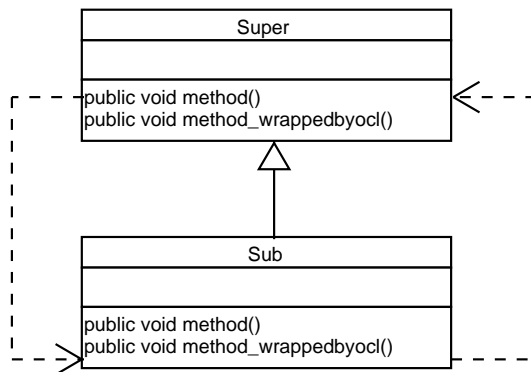 Super
public void method()
public void method_wrappedbyocl()
Sub
public void method()
public void method_wrappedbyocl()